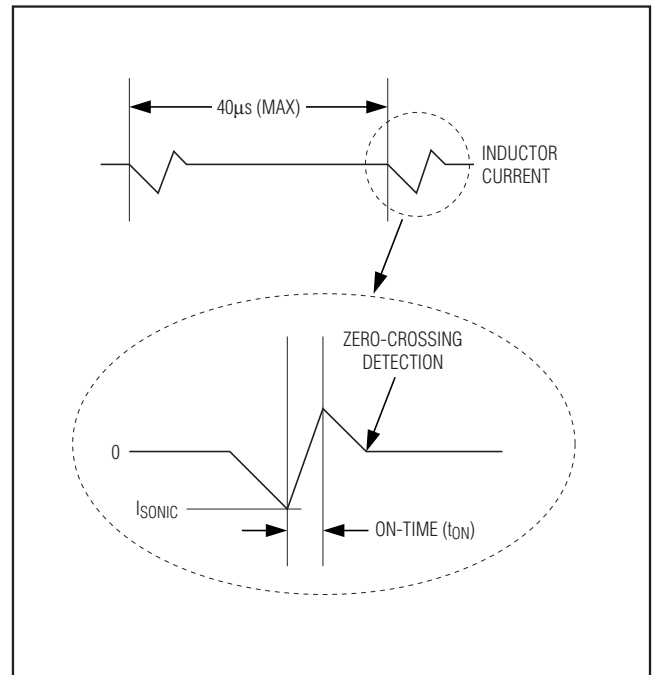 40μs (MAX)
INDUCTOR
CURRENT
ZERO-CROSSING
DETECTION
0
ISONIC
ON-TIME (tON)